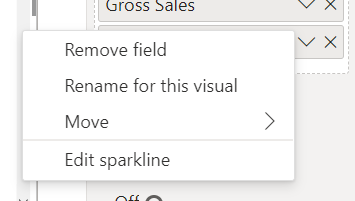 Gross Sales
Remove field
Rename for this visual
Move
Edit sparkline
Off